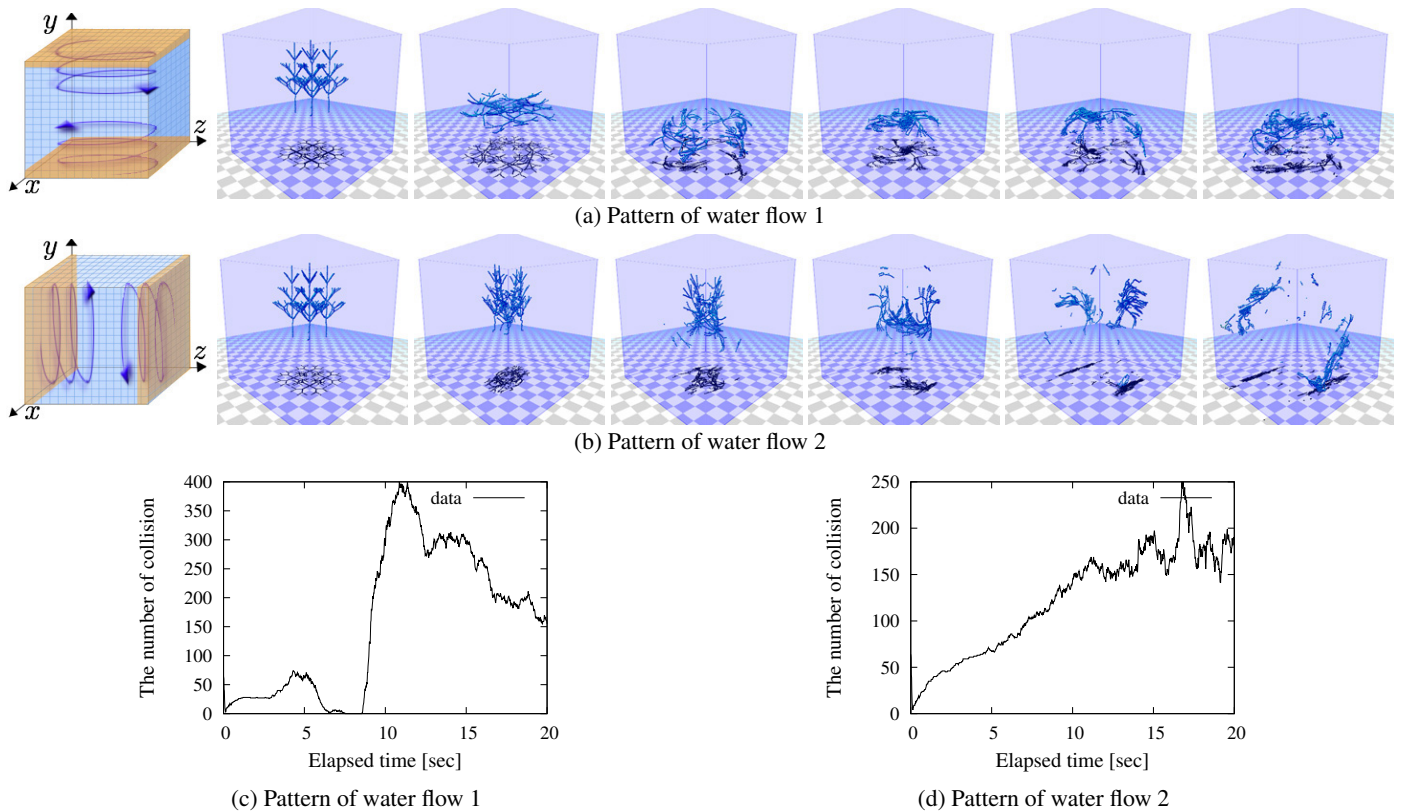 y
z
x
(a) Pattern of water flow 1
y
z
x
(b) Pattern of water flow 2
400
350
300
250
200
150
100
50
0
The number of collision
data
0 5 10 15 20
Elapsed time [sec]
(c) Pattern of water flow 1
250
200
150
100
50
0
The number of collision
data
0 5 10 15 20
Elapsed time [sec]
(d) Pattern of water flow 2